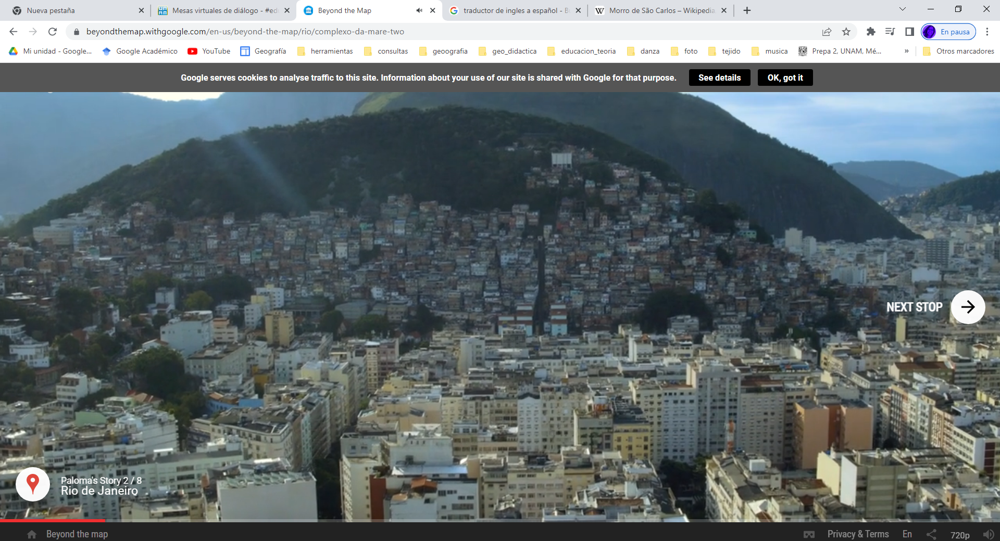 Nueva pestaña
Mesas virtuales de diálogo - #ed
Beyond the Map
traductor de ingles a español - B
Morro de São Carlos – Wikipedia
beyondthemap.withgoogle.com/en-us/beyond-the-map/rio/complexo-da-mare-two
En pausa
Mi unidad - Google...
Google Académico
YouTube
Geografía
herramientas
consultas
geoografia
geo_didactica
educacion_teoria
danza
foto
tejido
musica
Prepa 2, UNAM, Mé...
»
Otros marcadores
Google serves cookies to analyse traffic to this site. Information about your use of our site is shared with Google for that purpose.
See details
OK, got it
NEXT STOP
Paloma's Story 2 / 8
Rio de Janeiro
Beyond the map
Privacy & Terms
En
720p